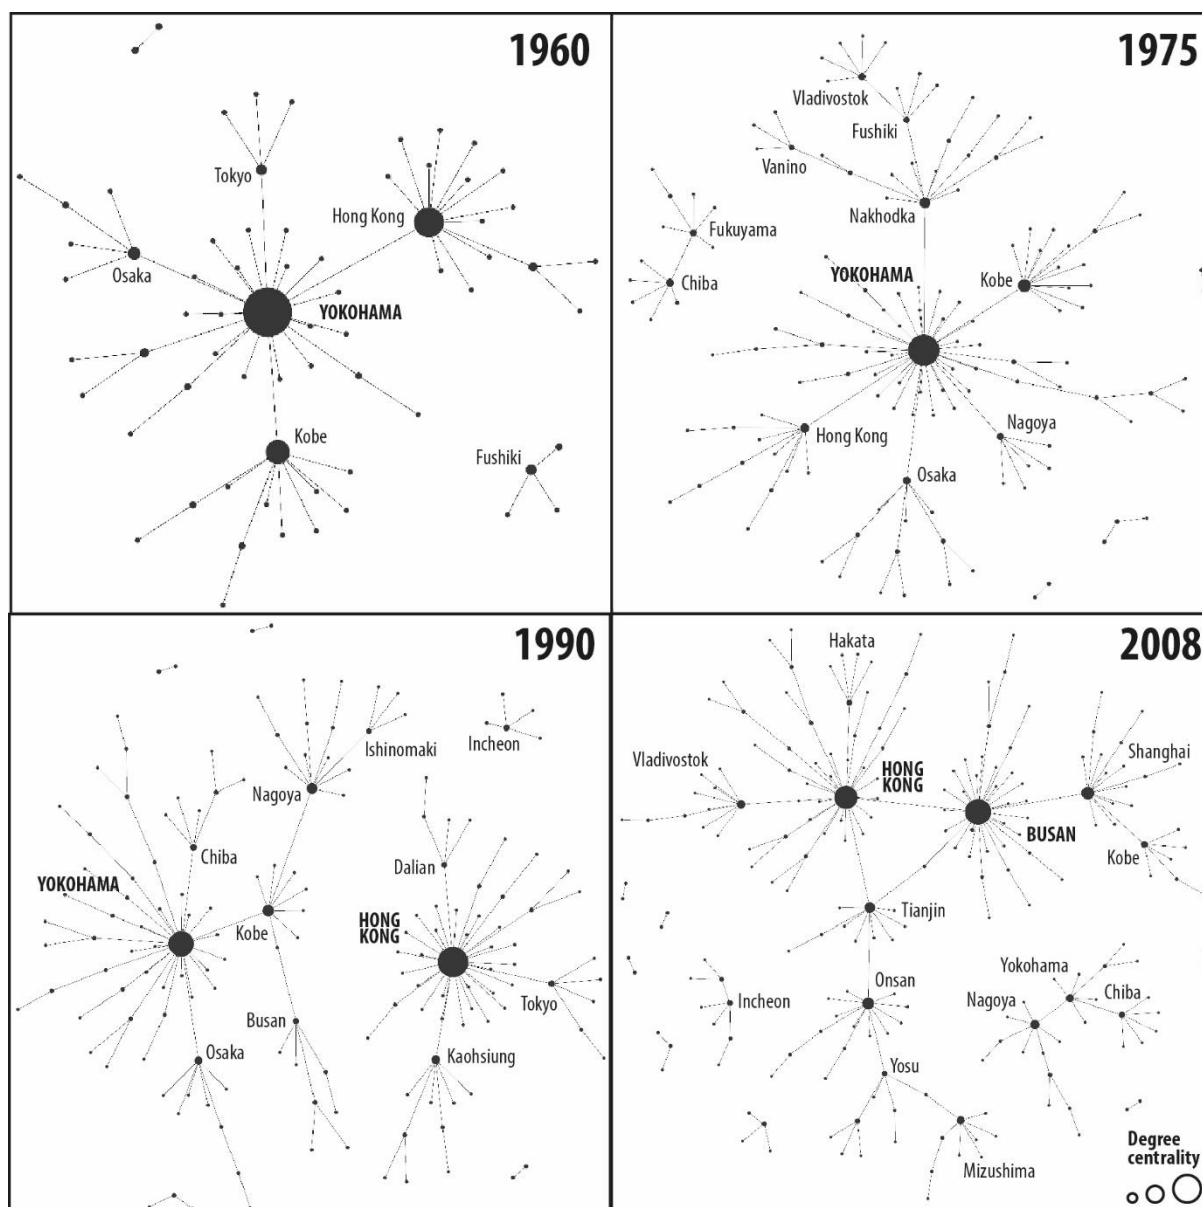 1960
Tokyo
Hong Kong
Osaka
YOKOHAMA
Kobe
Fushiki
1975
Vladivostok
Fushiki
Vanino
Nakhodka
Fukuyama
Chiba
YOKOHAMA
Kobe
Nagoya
Hong Kong
Osaka
1990
Ishinomaki
Incheon
Nagoya
Chiba
Dalian
YOKOHAMA
Kobe
HONG
KONG
Tokyo
Busan
Osaka
Kaohsiung
2008
Hakata
Shanghai
Vladivostok
HONG
KONG
BUSAN
Kobe
Tianjin
Yokohama
Onsan
Incheon
Nagoya
Chiba
Yosu
Mizushima
Degree
centrality